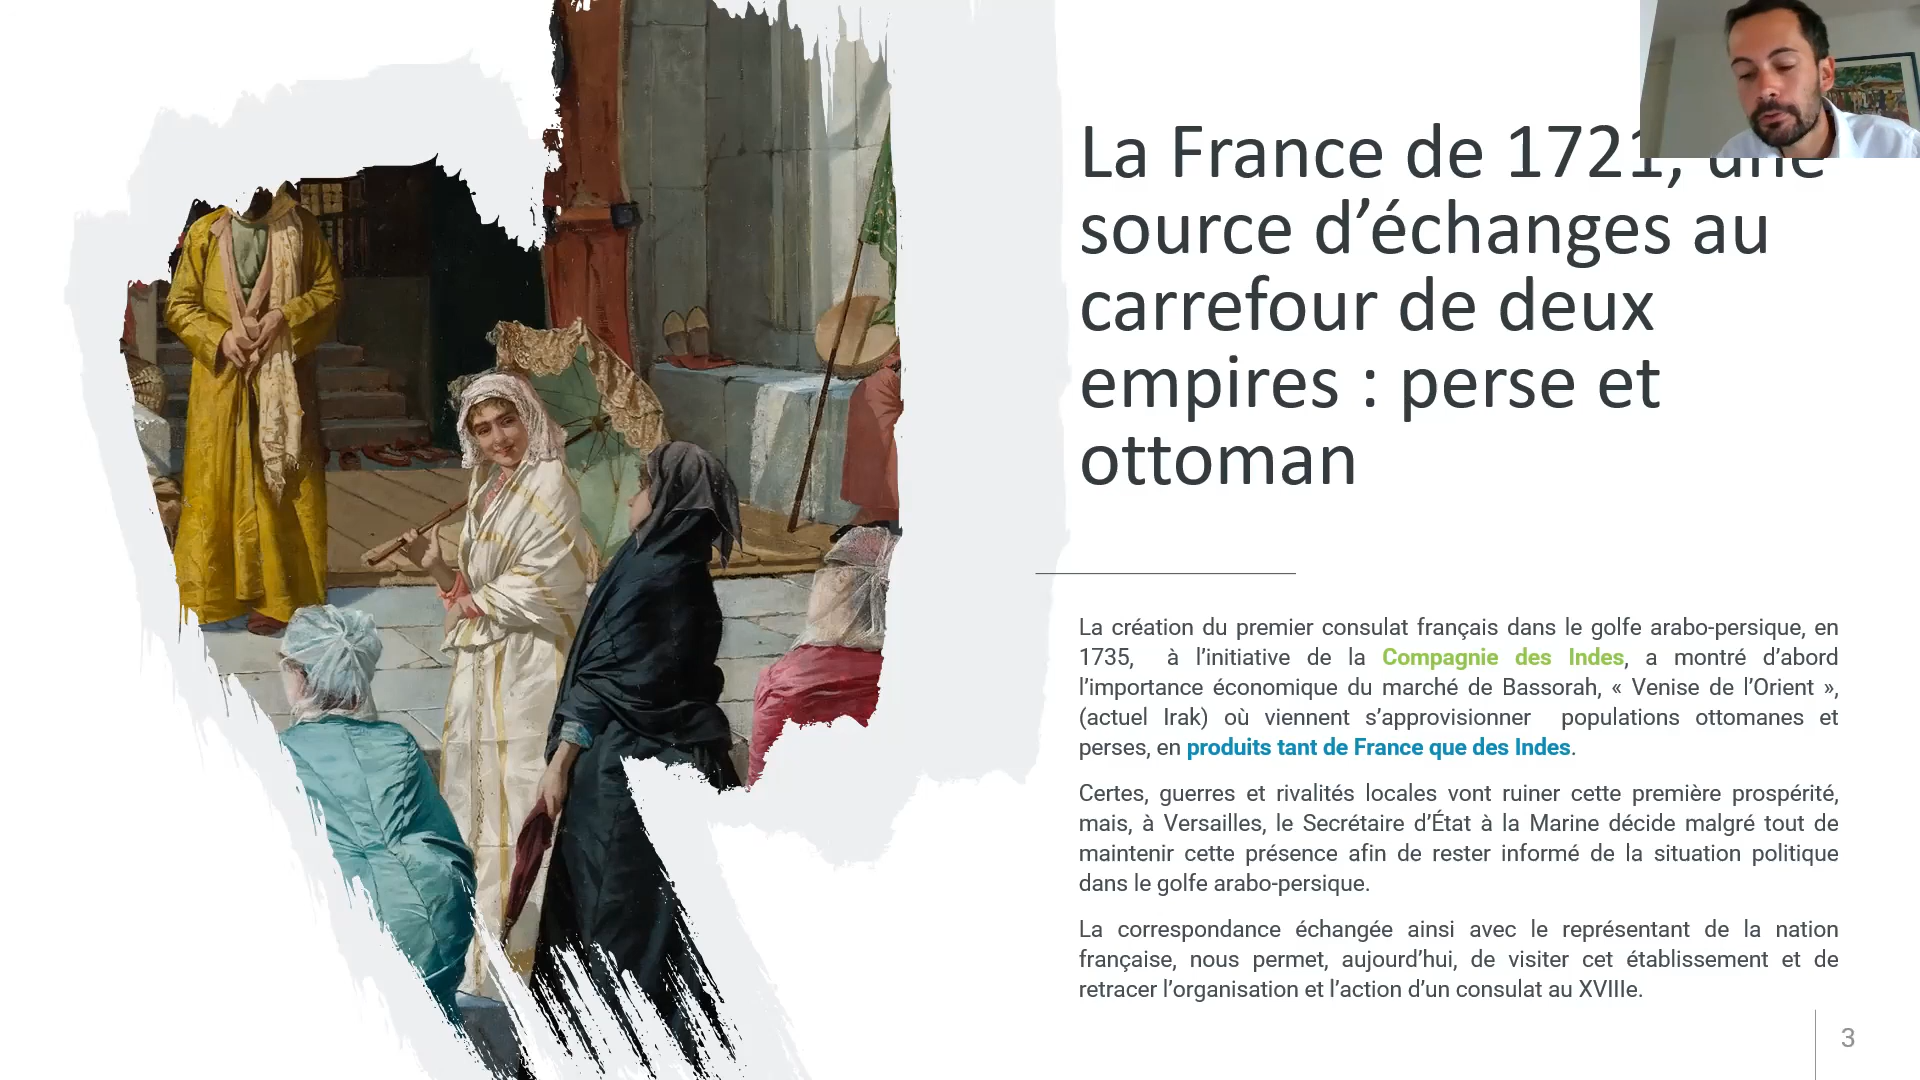 La France de 1721, une
source d’échanges au
carrefour de deux
empires : perse et
ottoman
La création du premier consulat français dans le golfe arabo-persique, en
1735, à l’initiative de la Compagnie des Indes, a montré d’abord
l’importance économique du marché de Bassorah, « Venise de l’Orient »,
(actuel Irak) où viennent s’approvisionner populations ottomanes et
perses, en produits tant de France que des Indes.
Certes, guerres et rivalités locales vont ruiner cette première prospérité,
mais, à Versailles, le Secrétaire d’État à la Marine décide malgré tout de
maintenir cette présence afin de rester informé de la situation politique
dans le golfe arabo-persique.
La correspondance échangée ainsi avec le représentant de la nation
française, nous permet, aujourd’hui, de visiter cet établissement et de
retracer l’organisation et l’action d’un consulat au XVIIIe.
3